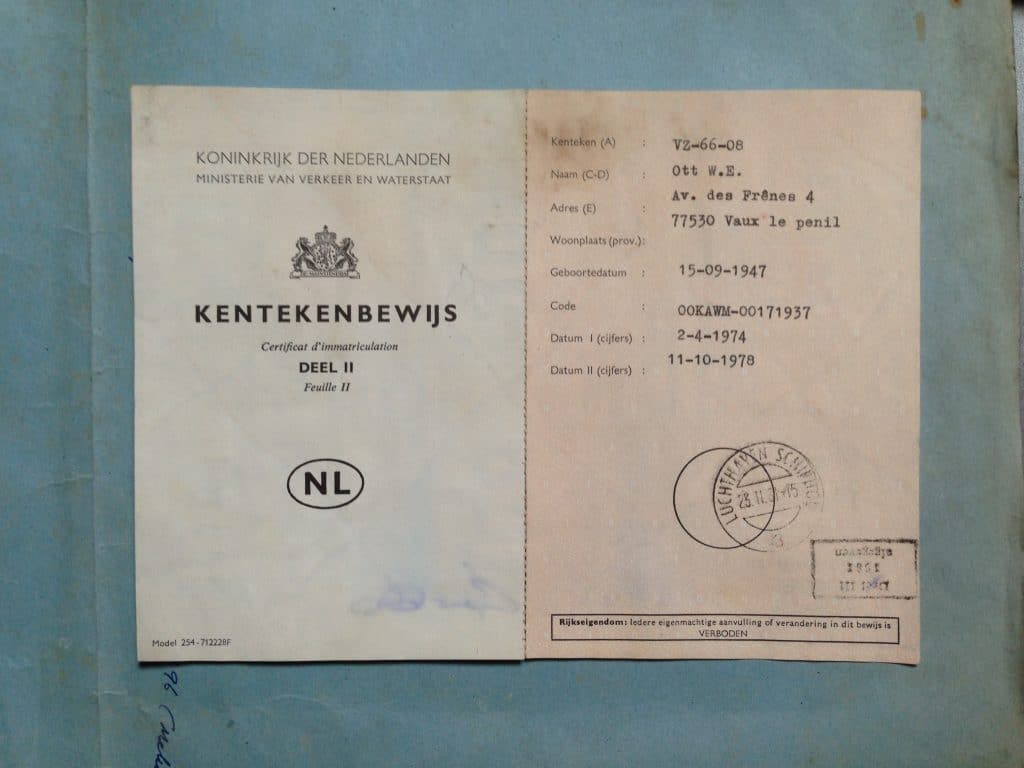 KONINKRIJK DER NEDERLANDEN
MINISTERIE VAN VERKEER EN WATERSTAAT
KENTEKENBEWIJS
Certificat d'immatriculation
DEEL II
Feuille II
NL
Model 254-712228F
Kenteken (A) : VZ-66-08
Naam (C-D) : Ott W.E.
Adres (E) : Av. des Frênes 4
77530 Vaux le penil
Woonplaats (prov.):
Geboortedatum : 15-09-1947
Code : 00KAWM-00171937
Datum I (cijfers) : 2-4-1974
Datum II (cijfers) : 11-10-1978
LUCHTHAVEN SCHIPHOL
23.11.
Rijkseigendom: Iedere eigenmachtige aanvulling of verandering in dit bewijs is
VERBODEN
96